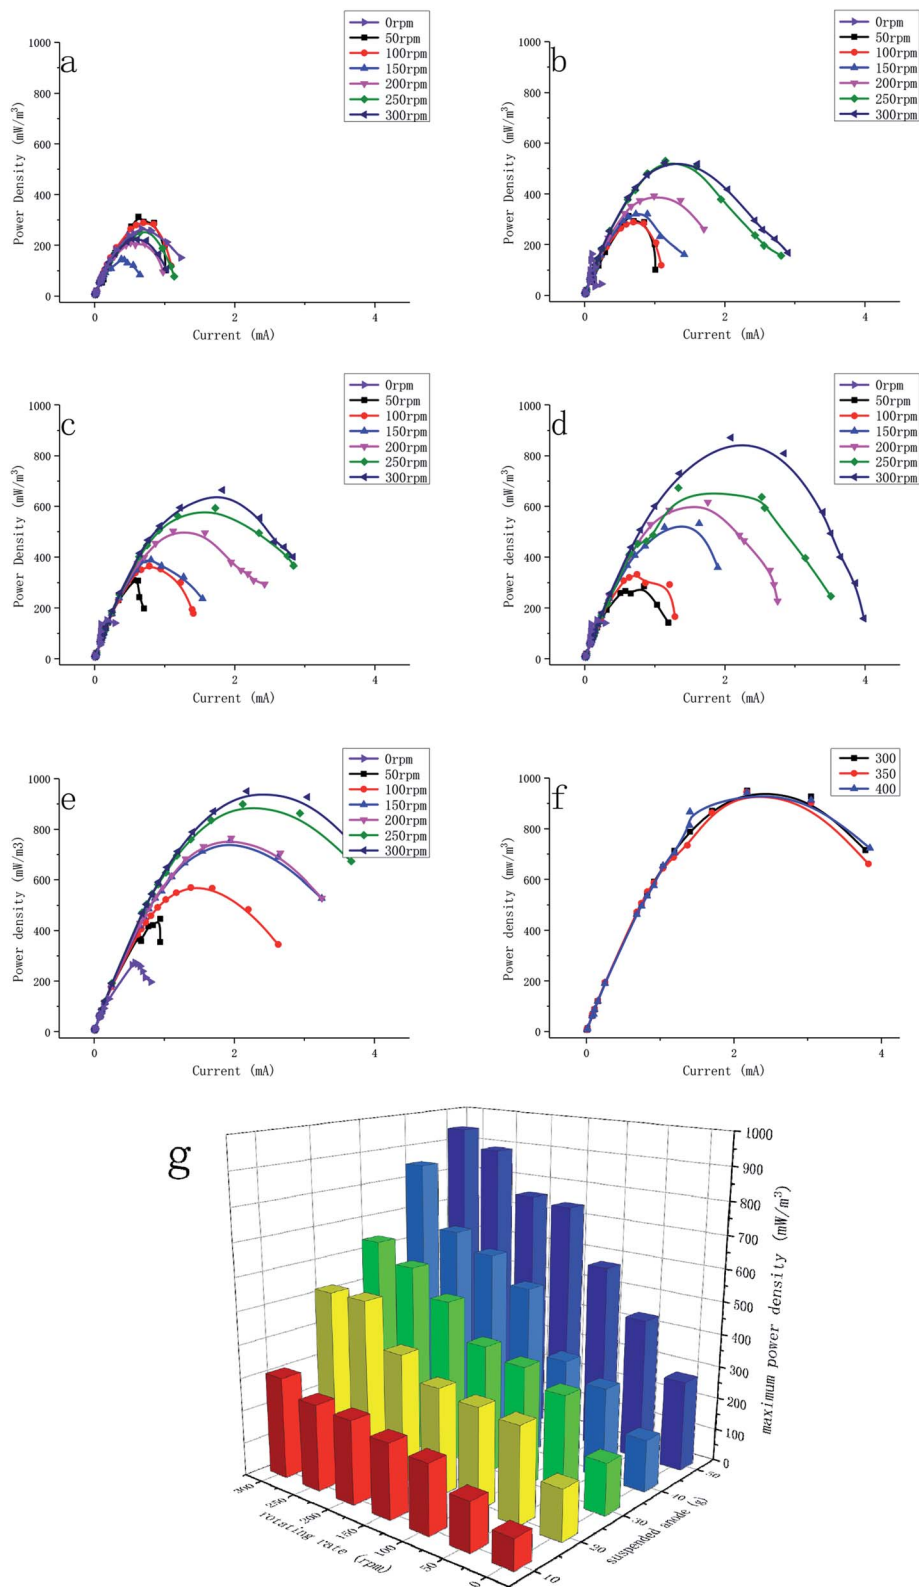 a
0rpm
50rpm
100rpm
150rpm
200rpm
250rpm
300rpm
1000
800
600
400
200
0
Power Density (mW/m³)
0 2 4
Current (mA)
b
0rpm
50rpm
100rpm
150rpm
200rpm
250rpm
300rpm
1000
800
600
400
200
0
Power Density (mW/m³)
0 2 4
Current (mA)
c
0rpm
50rpm
100rpm
150rpm
200rpm
250rpm
300rpm
1000
800
600
400
200
0
Power Density (mW/m³)
0 2 4
Current (mA)
d
0rpm
50rpm
100rpm
150rpm
200rpm
250rpm
300rpm
1000
800
600
400
200
0
Power density (mW/m³)
0 2 4
Current (mA)
e
0rpm
50rpm
100rpm
150rpm
200rpm
250rpm
300rpm
1000
800
600
400
200
0
Power density (mW/m3)
0 2 4
Current (mA)
f
300
350
400
1000
800
600
400
200
0
Power density (mw/m³)
0 2 4
Current (mA)
g
1000
900
800
700
600
500
400
300
200
100
0
maximum power density (mW/m³)
300 250 200 150 100 50 0
rotating rate (rpm)
10 20 30 40 50
suspended anode (g)